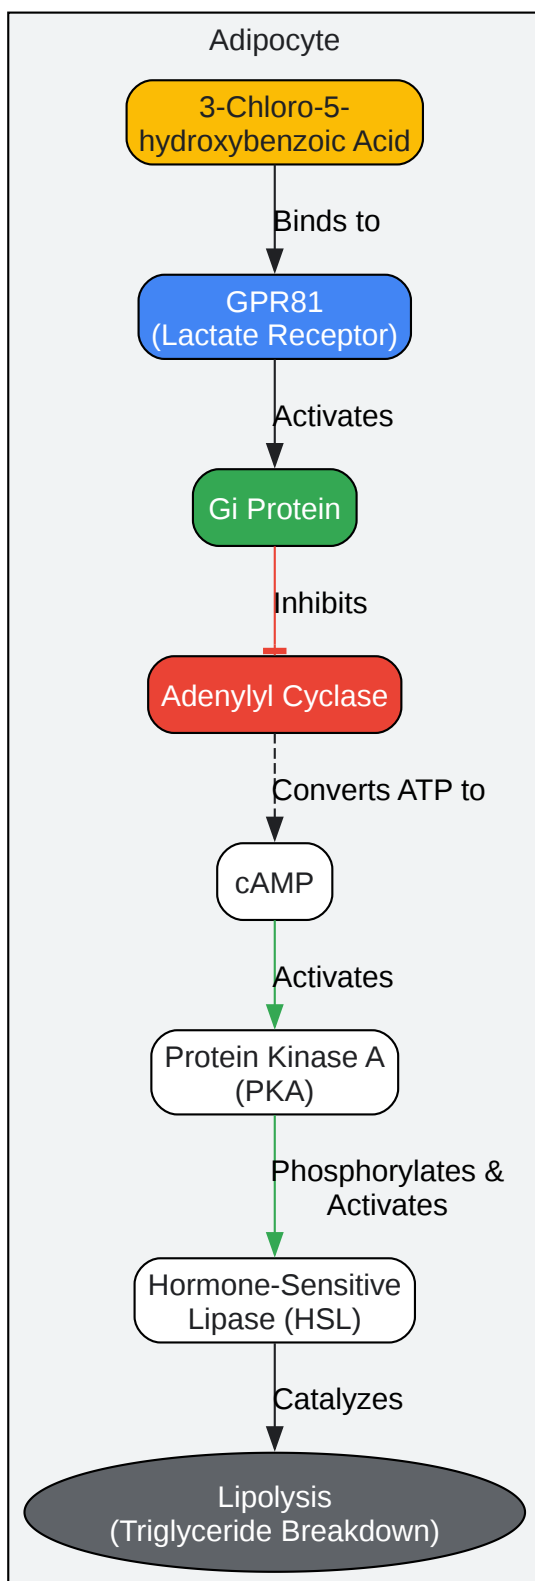 Adipocyte
3-Chloro-5-
hydroxybenzoic Acid
Binds to
GPR81
(Lactate Receptor)
Activates
Gi Protein
Inhibits
Adenylyl Cyclase
Converts ATP to
cAMP
Activates
Protein Kinase A
(PKA)
Phosphorylates &
Activates
Hormone-Sensitive
Lipase (HSL)
Catalyzes
Lipolysis
(Triglyceride Breakdown)